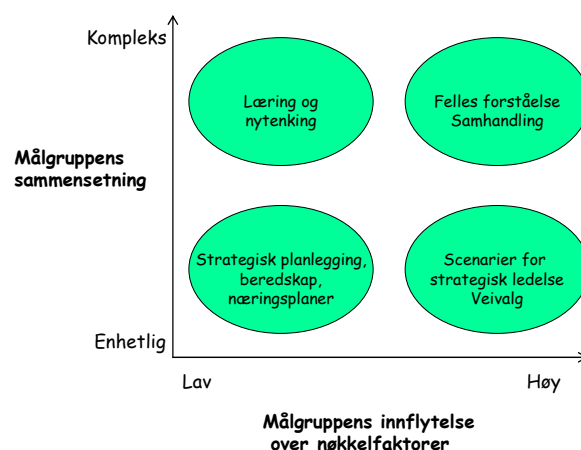 Kompleks
Læring og
nytenking
Felles forståelse
Samhandling
Målgruppens
sammensetning
Strategisk planlegging,
beredskap,
næringsplaner
Scenarier for
strategisk ledelse
Veivalg
Enhetlig
Lav
Høy
Målgruppens innflytelse
over nøkkelfaktorer